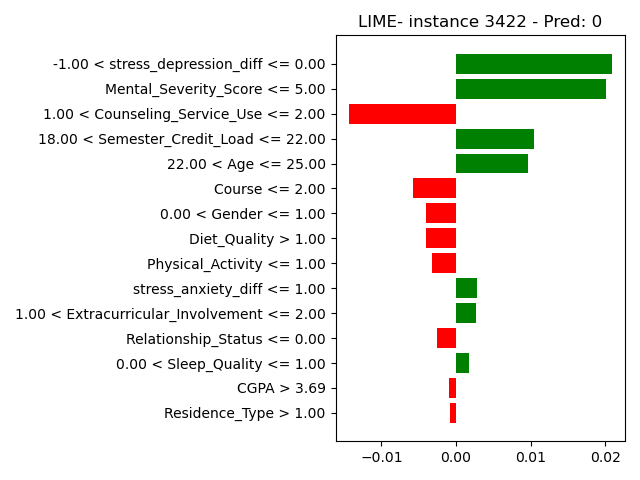 LIME- instance 3422 - Pred: 0
-1.00 < stress_depression_diff <= 0.00
Mental_Severity_Score <= 5.00
1.00 < Counseling_Service_Use <= 2.00
18.00 < Semester_Credit_Load <= 22.00
22.00 < Age <= 25.00
Course <= 2.00
0.00 < Gender <= 1.00
Diet_Quality > 1.00
Physical_Activity <= 1.00
stress_anxiety_diff <= 1.00
1.00 < Extracurricular_Involvement <= 2.00
Relationship_Status <= 0.00
0.00 < Sleep_Quality <= 1.00
CGPA > 3.69
Residence_Type > 1.00
−0.01 0.00 0.01 0.02